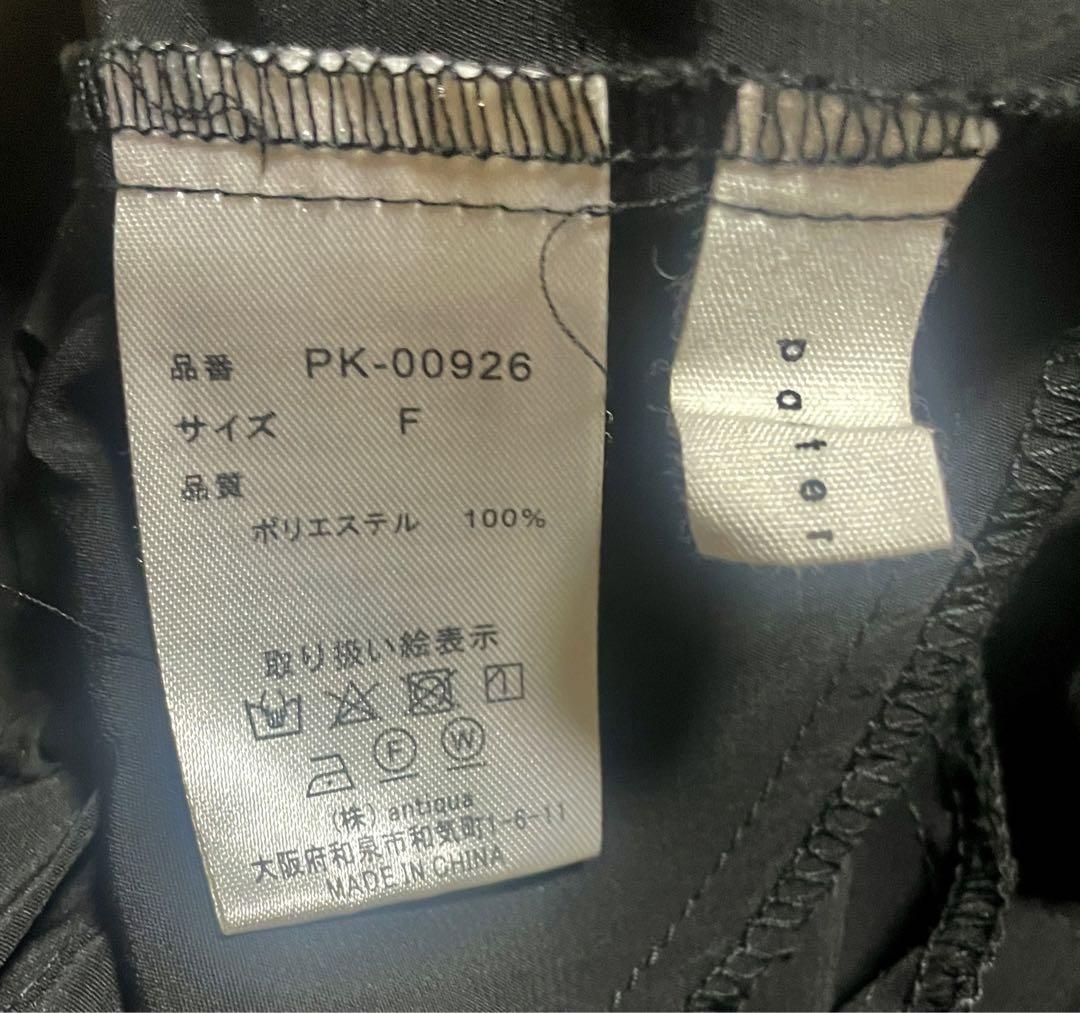 品番 PK-00926
サイズ F
品質
ポリエステル 100%
取り扱い絵表示
F W
(株) antiqua
大阪府和泉市和気町1-6-11
MADE IN CHINA
pater